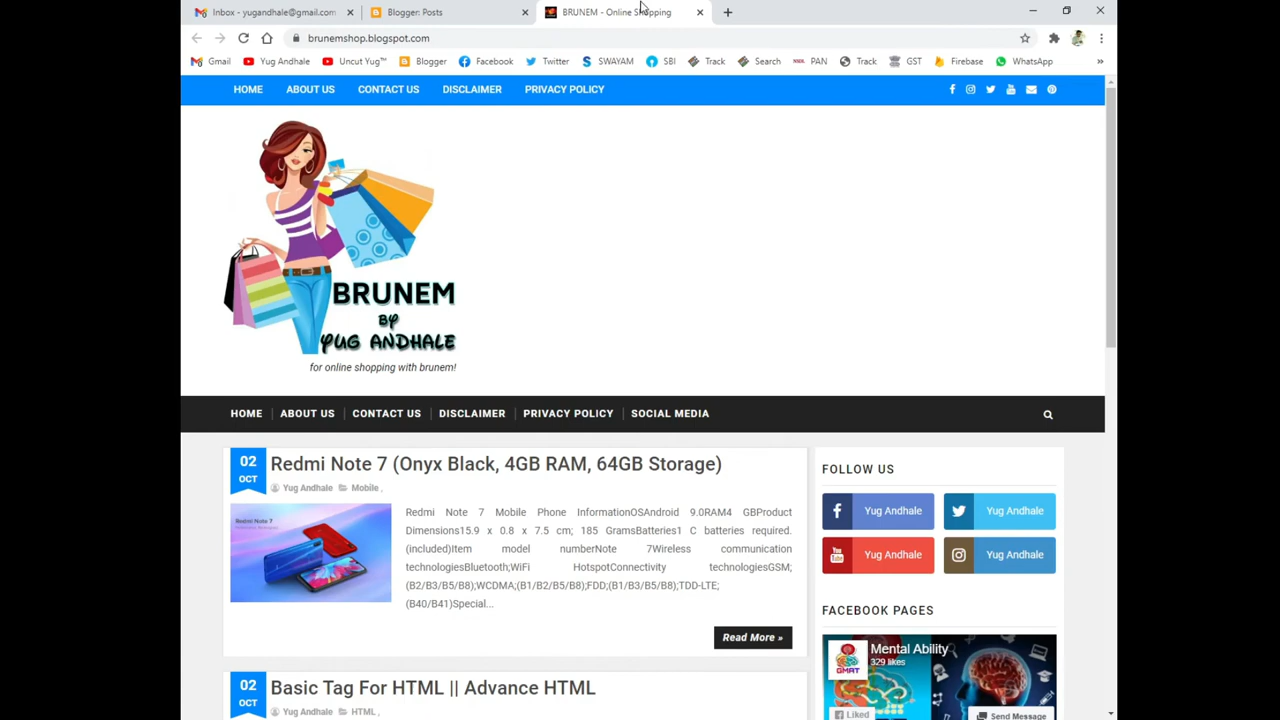 Inbox - yugandhale@gmail.com
Blogger: Posts
BRUNEM - Online Shopping
brunemshop.blogspot.com
Gmail Yug Andhale Uncut Yug™ Blogger Facebook Twitter SWAYAM SBI Track Search PAN Track GST Firebase WhatsApp »
HOME ABOUT US CONTACT US DISCLAIMER PRIVACY POLICY
BRUNEM
BY
YUG ANDHALE
for online shopping with brunem!
HOME ABOUT US CONTACT US DISCLAIMER PRIVACY POLICY SOCIAL MEDIA
02
OCT
Redmi Note 7 (Onyx Black, 4GB RAM, 64GB Storage)
Yug Andhale Mobile ,
Redmi Note 7
Redmi Note 7 Mobile Phone InformationOSAndroid 9.0RAM4 GBProduct
Dimensions15.9 x 0.8 x 7.5 cm; 185 GramsBatteries1 C batteries required.
(included)Item model numberNote 7Wireless communication
technologiesBluetooth;WiFi HotspotConnectivity technologiesGSM;
(B2/B3/B5/B8);WCDMA;(B1/B2/B5/B8);FDD;(B1/B3/B5/B8);TDD-LTE;
(B40/B41)Special...
Read More »
02
OCT
Basic Tag For HTML || Advance HTML
Yug Andhale HTML ,
FOLLOW US
Yug Andhale
Yug Andhale
You Tube Yug Andhale
Yug Andhale
FACEBOOK PAGES
Mental Ability
329 likes
GMAT
Liked
Send Message